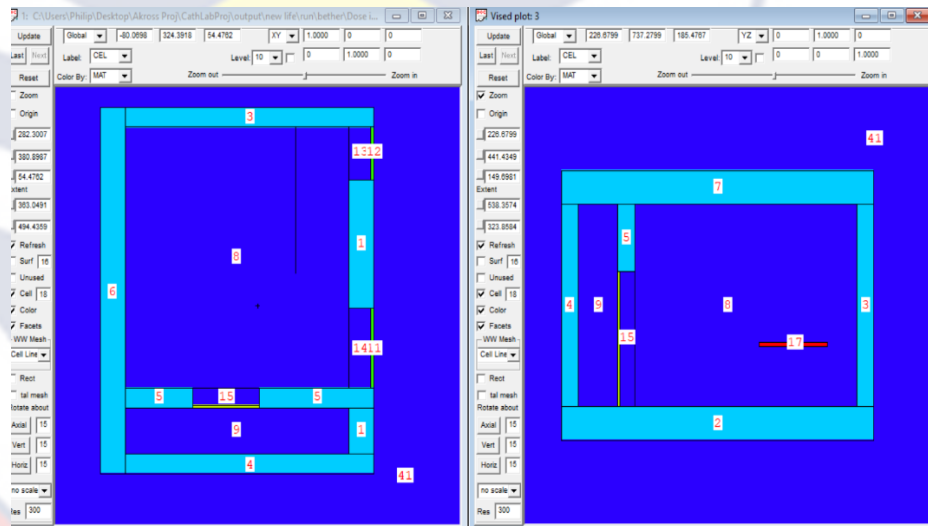 1: C:\Users\Philip\Desktop\Akross Proj\CathLabProj\output\new life\run\bether\Dose i...
Update Global -80.0698 324.3918 54.4762 XY 1.0000 0 0
Last Next Label: CEL Level: 10 0 1.0000 0
Reset Color By: MAT Zoom out Zoom in
Zoom
Origin
282.3007
380.8987
54.4762
Extent
363.0491
494.4359
Refresh
Surf 16
Unused
Cell 18
Color
Facets
WW Mesh
Cell Line
Rect
tal mesh
Rotate about
Axial 15
Vert 15
Horiz 15
no scale
Res 300
3
1312
1
8
6
1411
5 15 5
9 1
4
41
Vised plot: 3
Update Global 226.6799 737.2799 185.4767 YZ 0 1.0000 0
Last Next Label: CEL Level: 10 0 0 1.0000
Reset Color By: MAT Zoom out Zoom in
Zoom
Origin
226.6799
441.4349
149.6981
Extent
538.3574
323.8584
Refresh
Surf 16
Unused
Cell 18
Color
Facets
WW Mesh
Cell Line
Rect
tal mesh
Rotate about
Axial 15
Vert 15
Horiz 15
no scale
Res 300
41
7
5
4 9 8 3
15 17
2